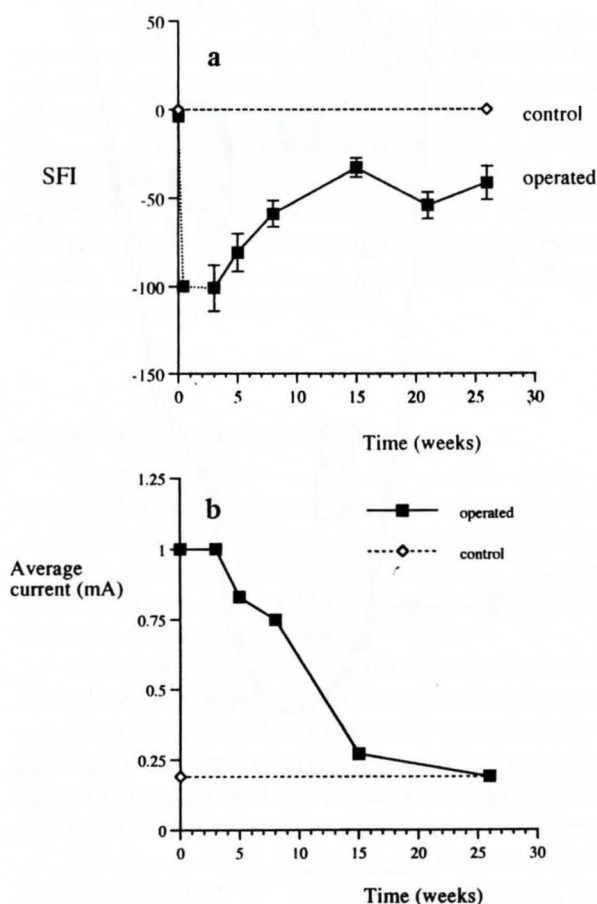 50
a
0
control
SFI
operated
-50
-100
-150
0 5 10 15 20 25 30
Time (weeks)
1.25
b
operated
1
control
Average
current (mA)
0.75
0.5
0.25
0
0 5 10 15 20 25 30
Time (weeks)